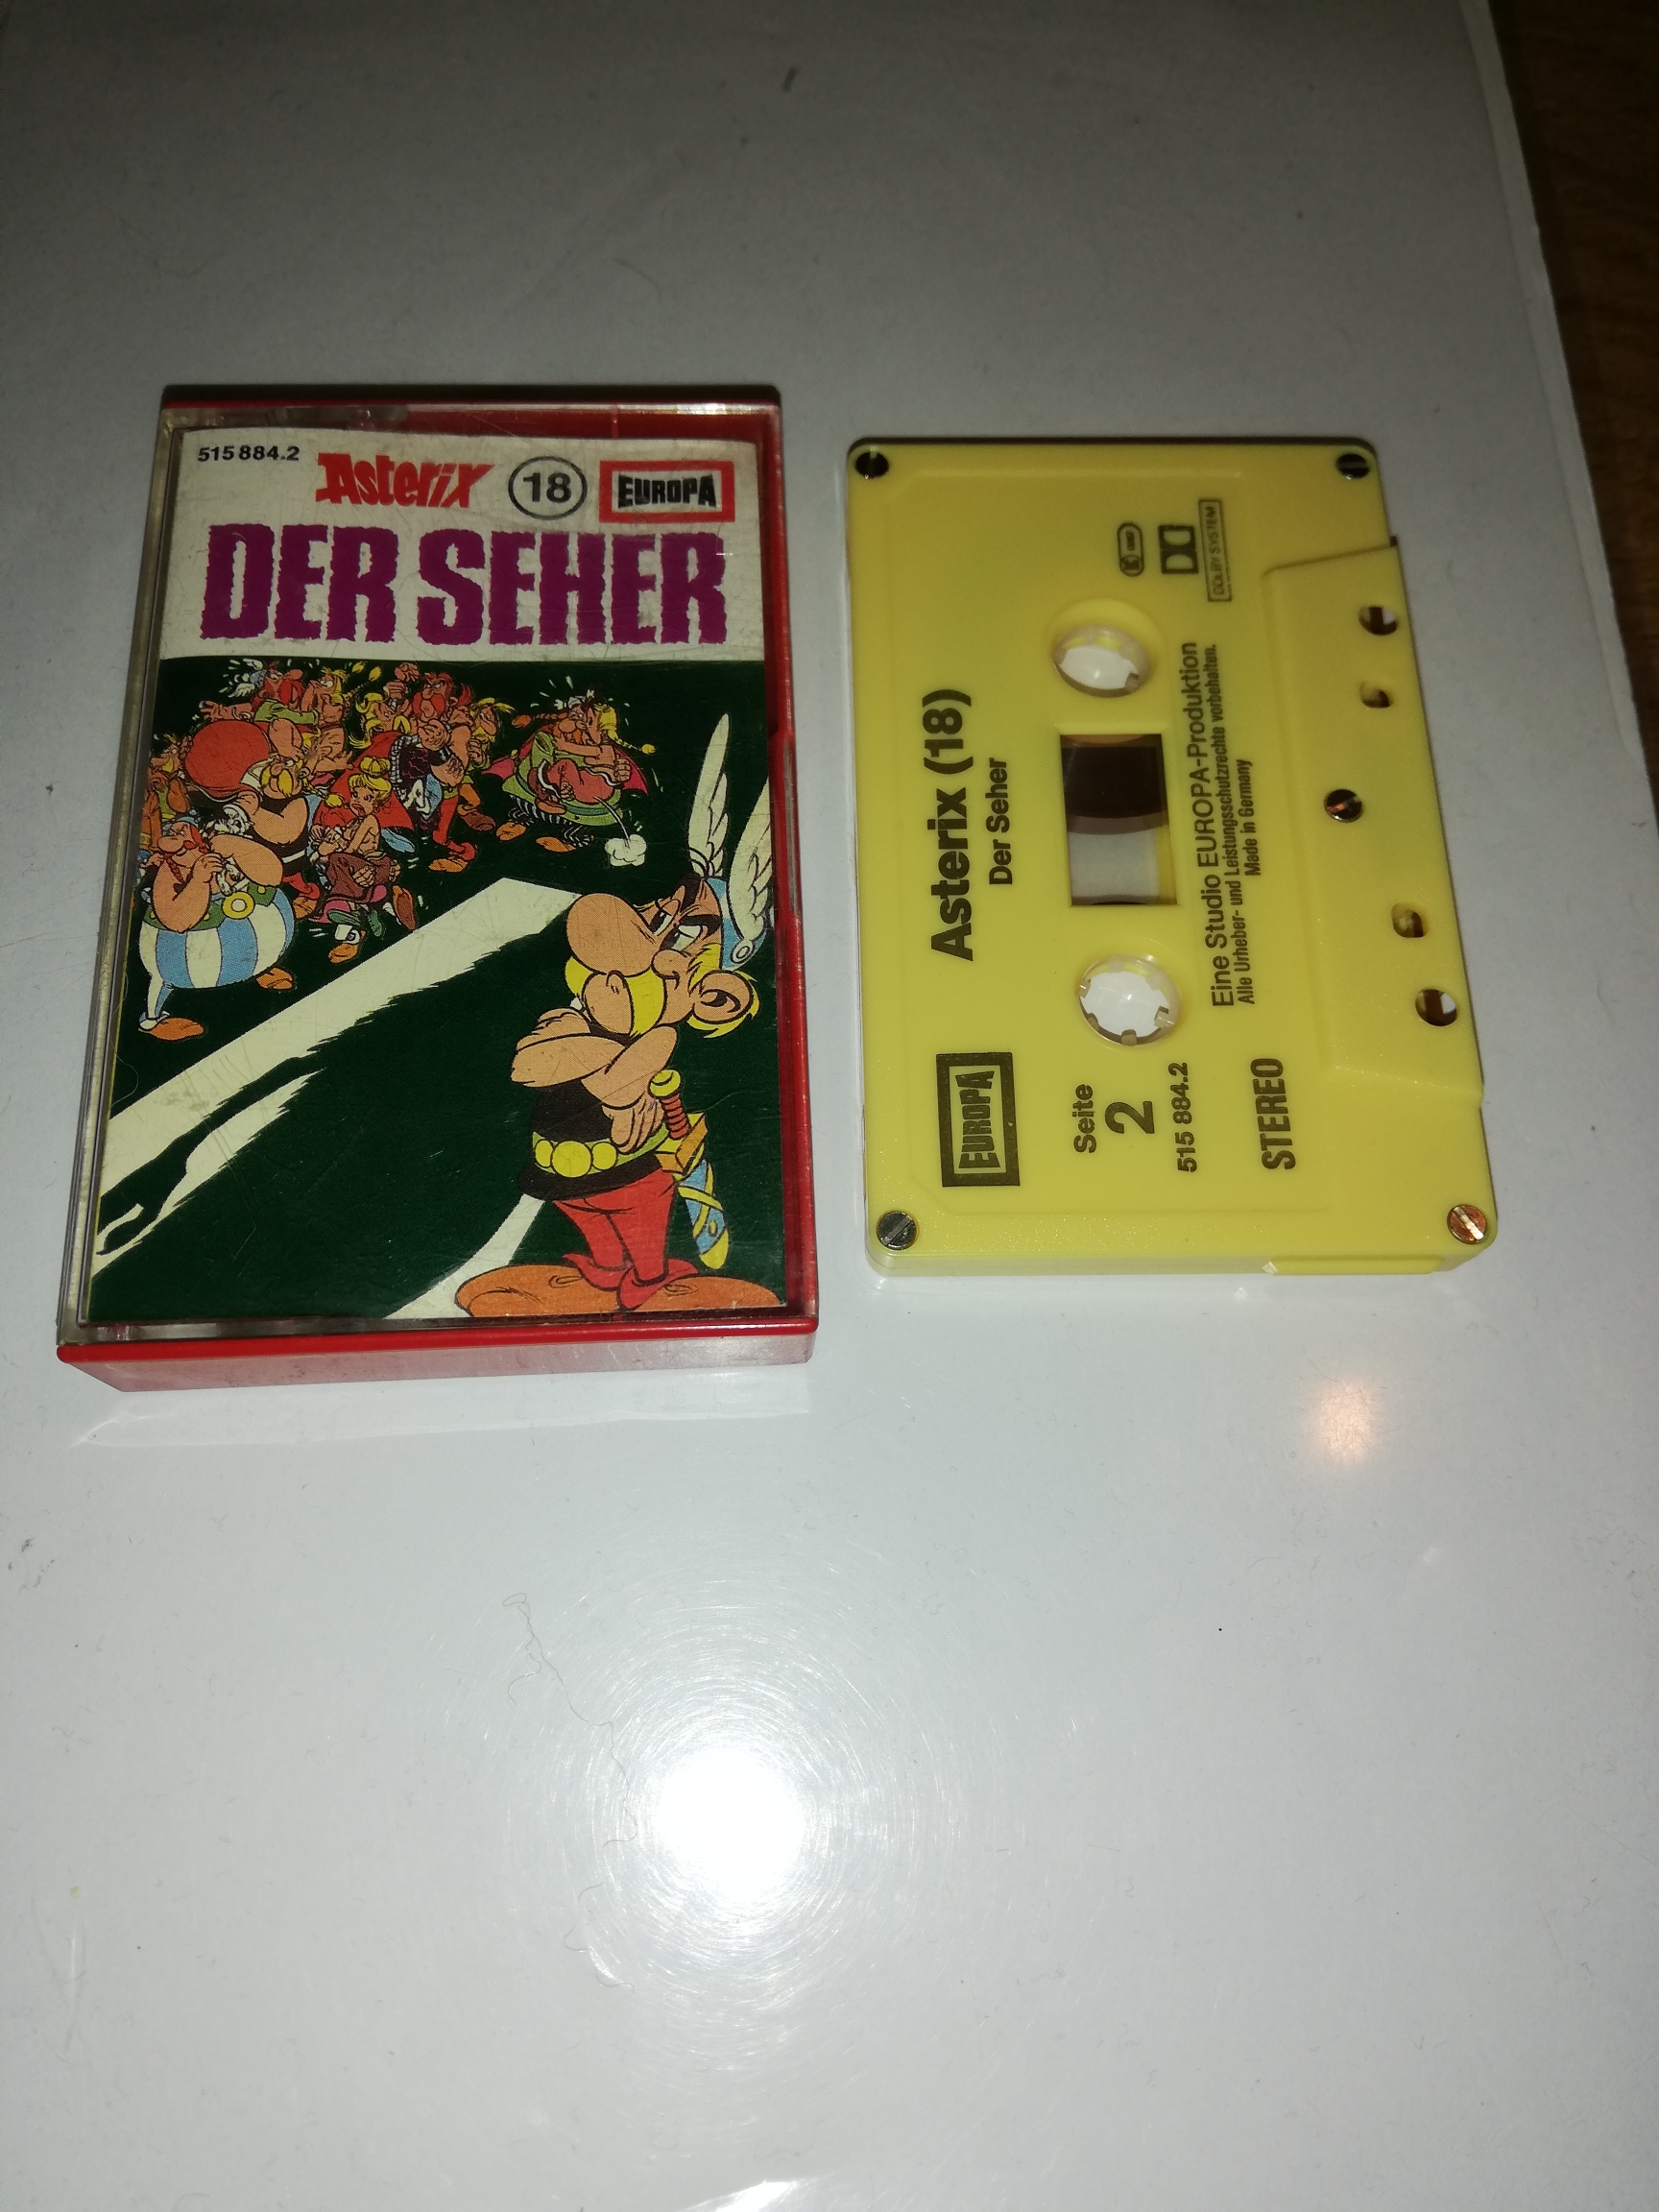 515 884.2
Asterix 18 EUROPA
DER SEHER
Asterix (18)
Der Seher
EUROPA
Seite
2
515 884.2
STEREO
Eine Studio EUROPA-Produktion
Alle Urheber- und Leistungsschutzrechte vorbehalten.
Made in Germany
DOLBY SYSTEM